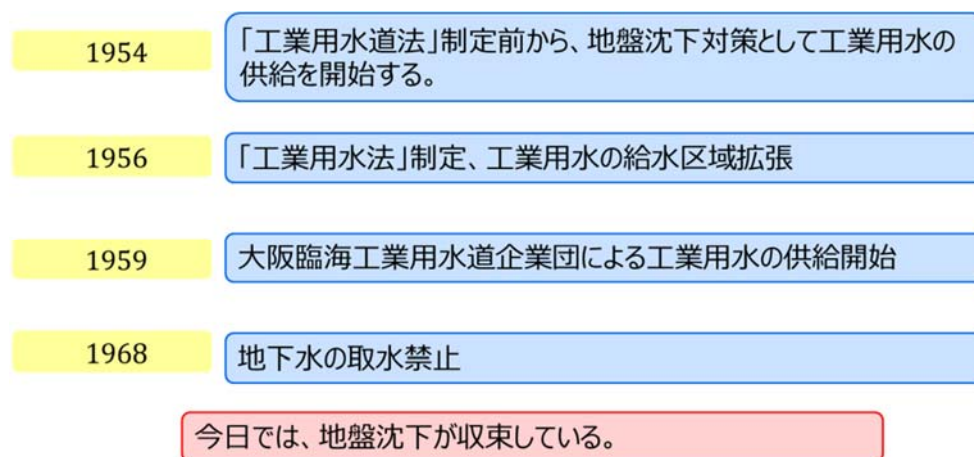 1954
「工業用水道法」制定前から、地盤沈下対策として工業用水の
供給を開始する。
1956
「工業用水法」制定、工業用水の給水区域拡張
1959
大阪臨海工業用水道企業団による工業用水の供給開始
1968
地下水の取水禁止
今日では、地盤沈下が収束している。